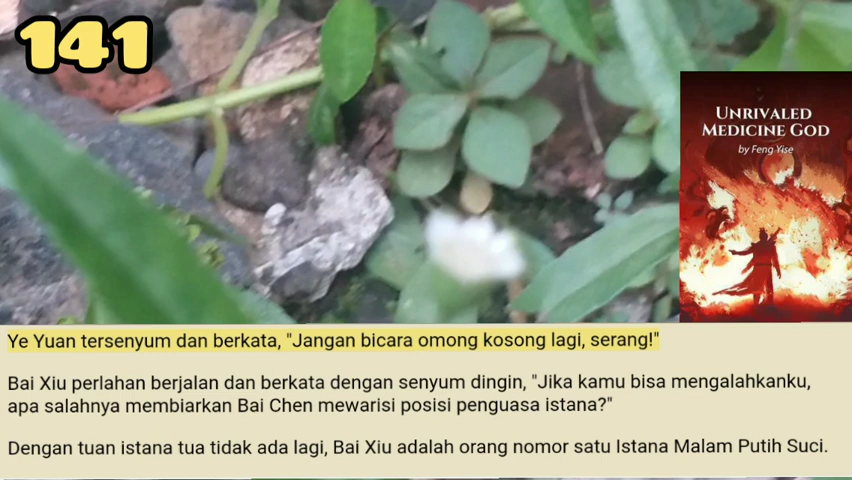 141
UNRIVALED
MEDICINE GOD
by Feng Yise
Ye Yuan tersenyum dan berkata, "Jangan bicara omong kosong lagi, serang!"
Bai Xiu perlahan berjalan dan berkata dengan senyum dingin, "Jika kamu bisa mengalahkanku,
apa salahnya membiarkan Bai Chen mewarisi posisi penguasa istana?"
Dengan tuan istana tua tidak ada lagi, Bai Xiu adalah orang nomor satu Istana Malam Putih Suci.